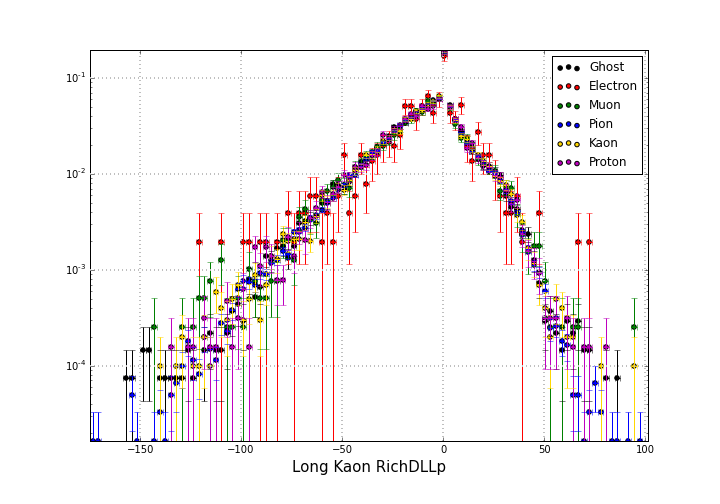 10⁻¹
10⁻²
10⁻³
10⁻⁴
−150
−100
−50
0
50
100
Long Kaon RichDLLp
Ghost
Electron
Muon
Pion
Kaon
Proton